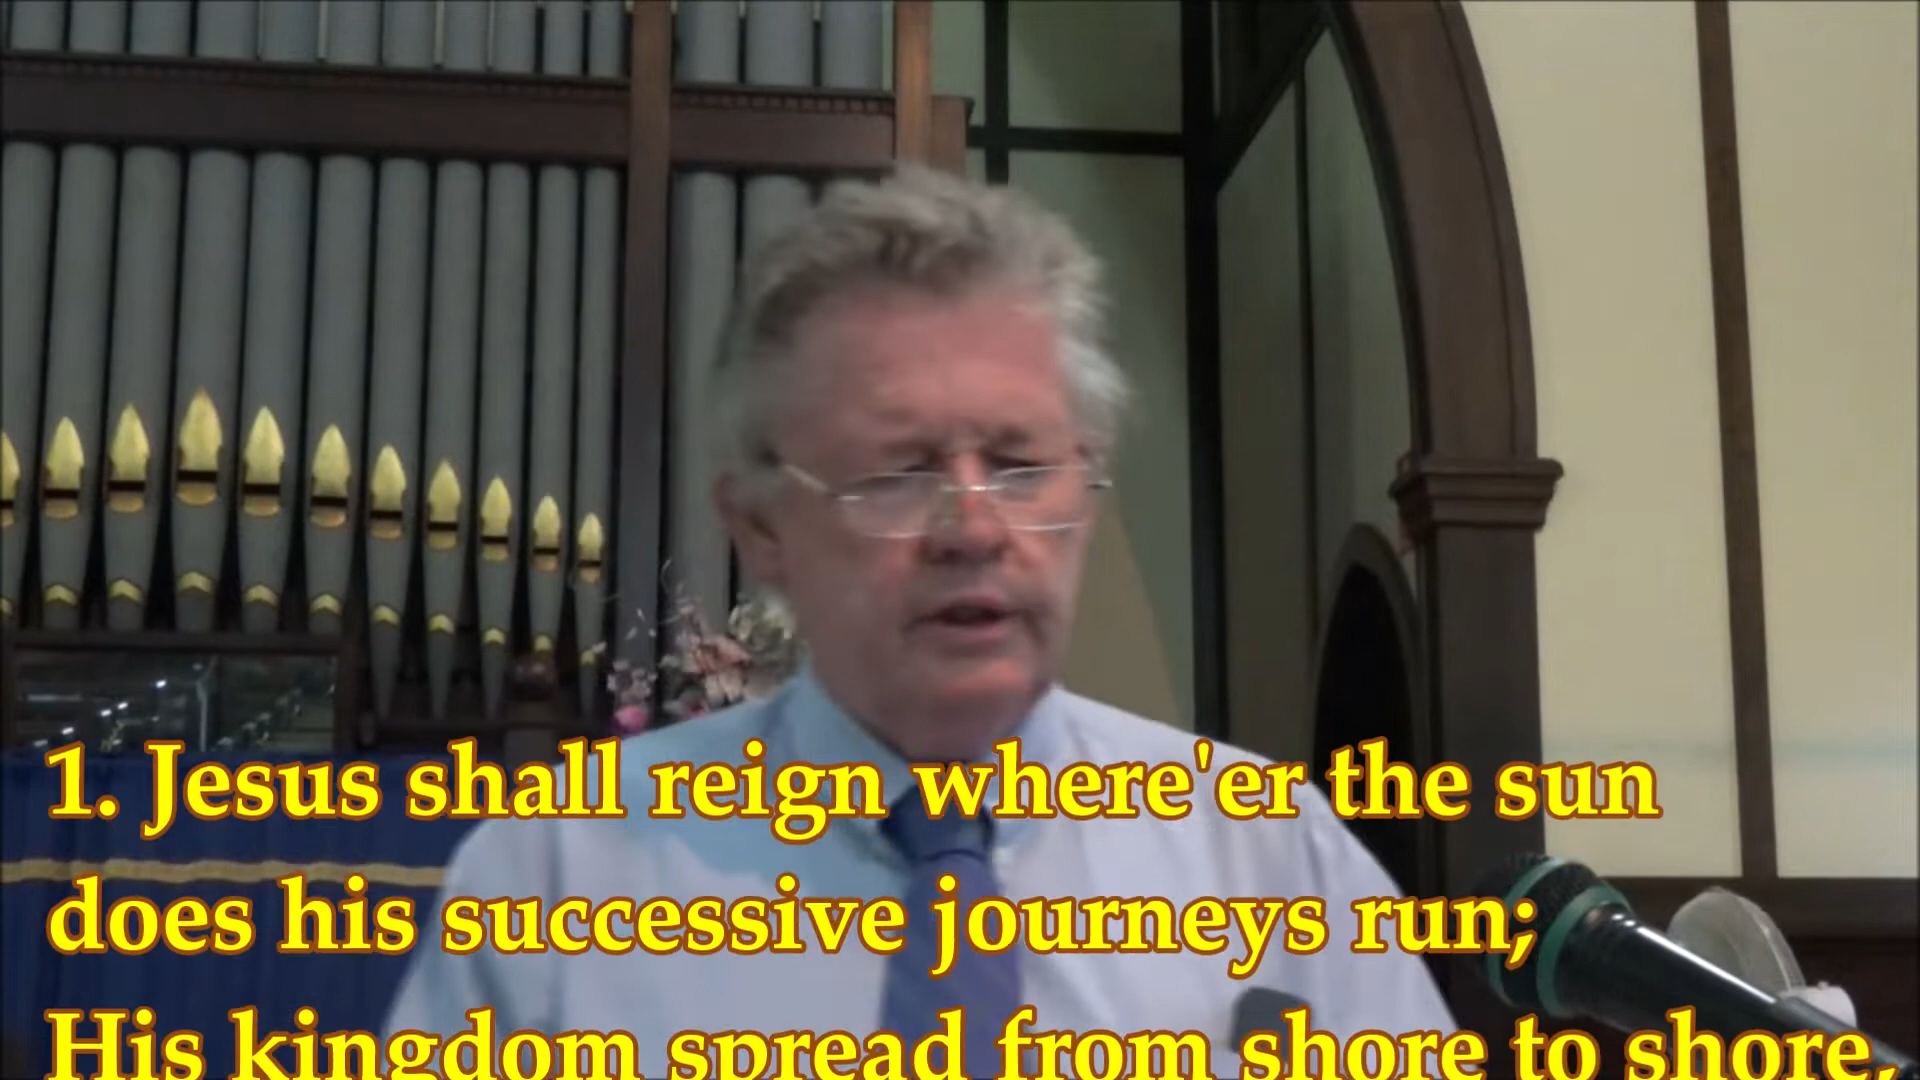 1. Jesus shall reign where'er the sun
does his successive journeys run;
His kingdom spread from shore to shore,